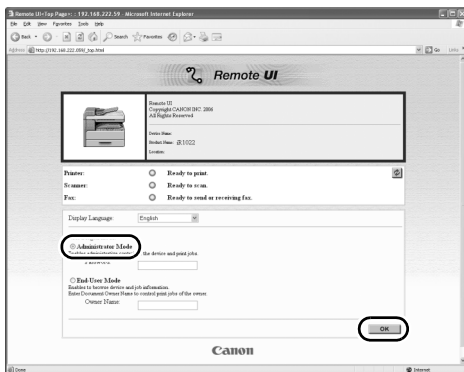 Remote UI <Top Page> : 192.168.222.59 - Microsoft Internet Explorer
File Edit View Favorites Tools Help
Back Search Favorites
Address http://192.168.222.59/_top.html Go Links
Remote UI
Remote UI
Copyright CANON INC. 2006
All Rights Reserved
Device Name:
Product Name: iR1022
Location:
Printer: Ready to print.
Scanner: Ready to scan.
Fax: Ready to send or receiving fax.
Display Language: English
Administrator Mode
the device and print jobs.
End-User Mode
Enables to browse device and job information.
Enter Document Owner Name to control print jobs of the owner.
Owner Name:
OK
Canon
Done Internet